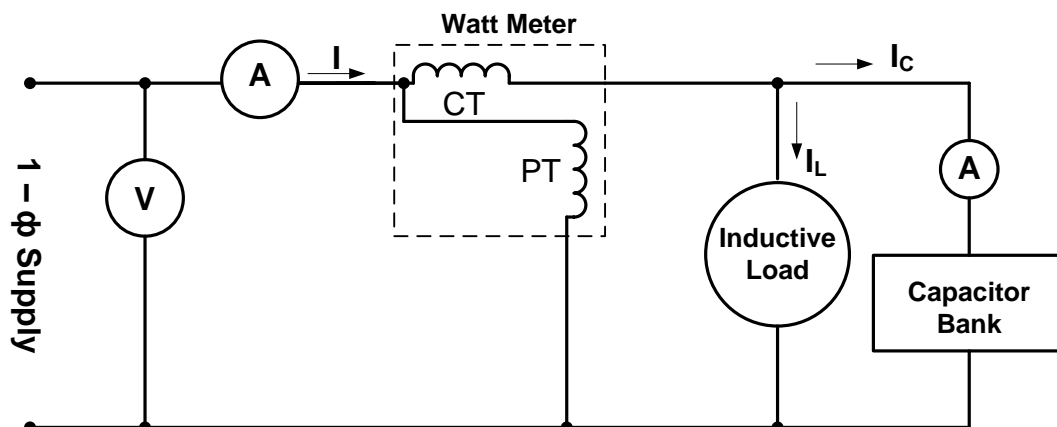 Watt Meter
A
I
CT
PT
I_C
I_L
A
V
1 – ф Supply
Inductive
Load
Capacitor
Bank